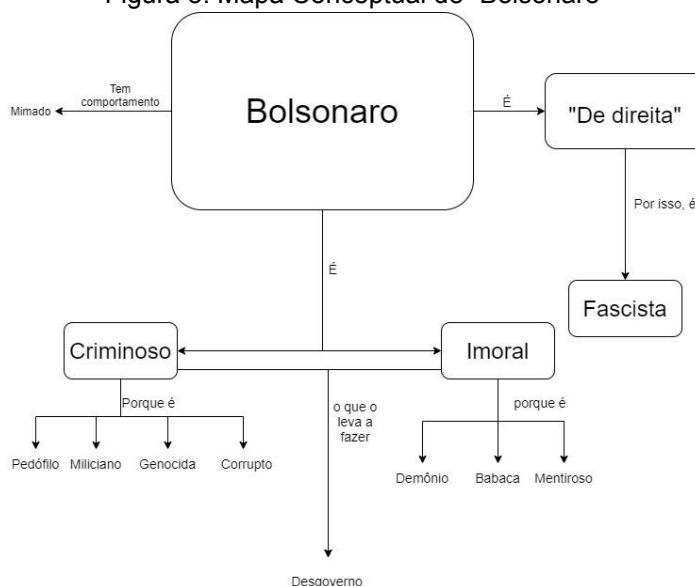 Figura 3. Mapa Conceptual de "Bolsonaro"
Bolsonaro
Tem
comportamento
Mimado
É
"De direita"
Por isso, é
Fascista
É
Criminoso
Imoral
Porque é
Pedófilo
Miliciano
Genocida
Corrupto
o que o
leva a
fazer
porque é
Demônio
Babaca
Mentiroso
Desgoverno